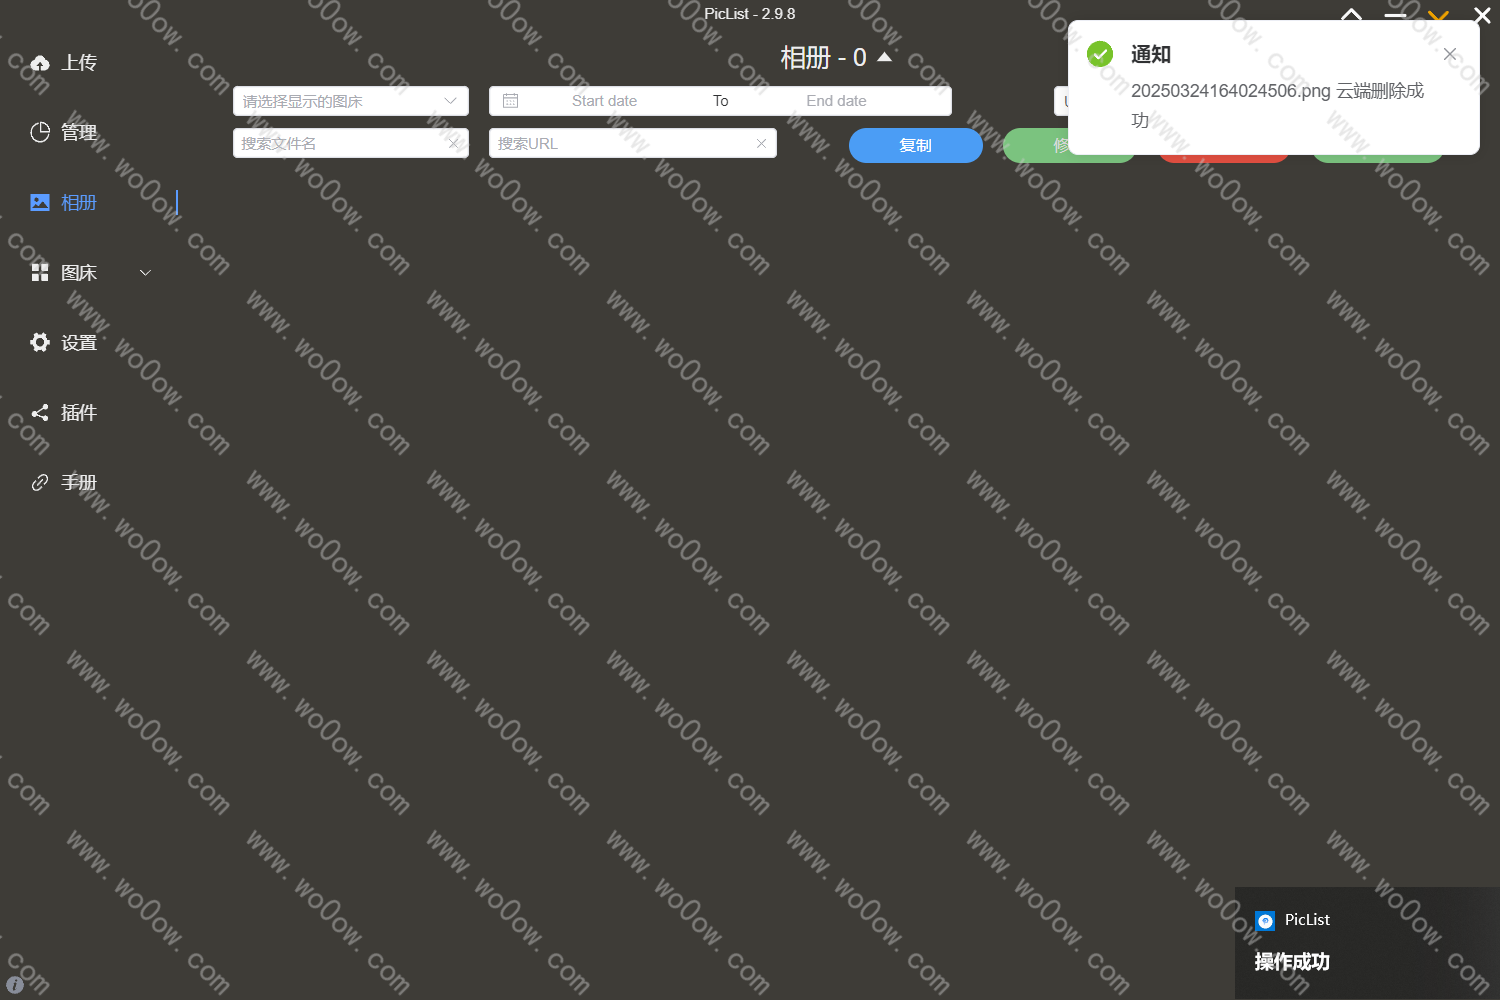 PicList - 2.9.8
上传
管理
相册
图床
设置
插件
手册
相册 - 0
请选择显示的图床
Start date
To
End date
搜索文件名
搜索URL
复制
修
通知
20250324164024506.png 云端删除成
功
PicList
操作成功
www.wo0ow.com